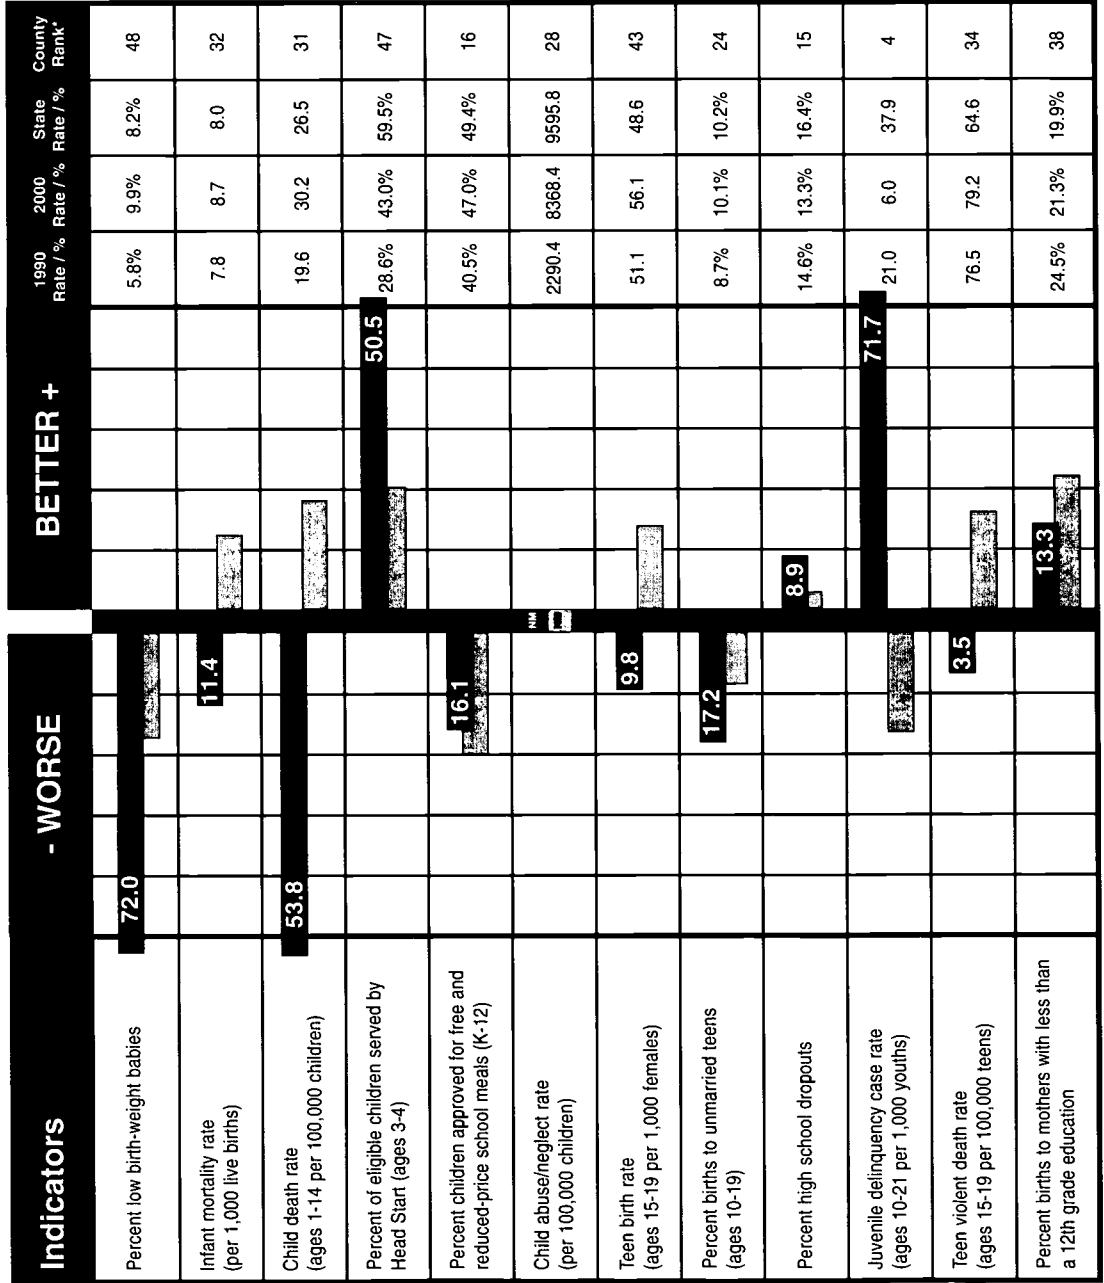 Indicators
- WORSE
BETTER +
1990
Rate / %
2000
Rate / %
State
Rate / %
County
Rank*
Percent low birth-weight babies
72.0
5.8%
9.9%
8.2%
48
Infant mortality rate
(per 1,000 live births)
11.4
7.8
8.7
8.0
32
Child death rate
(ages 1-14 per 100,000 children)
53.8
19.6
30.2
26.5
31
Percent of eligible children served by
Head Start (ages 3-4)
50.5
28.6%
43.0%
59.5%
47
Percent children approved for free and
reduced-price school meals (K-12)
16.1
40.5%
47.0%
49.4%
16
Child abuse/neglect rate
(per 100,000 children)
NM
2290.4
8368.4
9595.8
28
Teen birth rate
(ages 15-19 per 1,000 females)
9.8
51.1
56.1
48.6
43
Percent births to unmarried teens
(ages 10-19)
17.2
8.7%
10.1%
10.2%
24
Percent high school dropouts
8.9
14.6%
13.3%
16.4%
15
Juvenile delinquency case rate
(ages 10-21 per 1,000 youths)
71.7
21.0
6.0
37.9
4
Teen violent death rate
(ages 15-19 per 100,000 teens)
3.5
76.5
79.2
64.6
34
Percent births to mothers with less than
a 12th grade education
13.3
24.5%
21.3%
19.9%
38